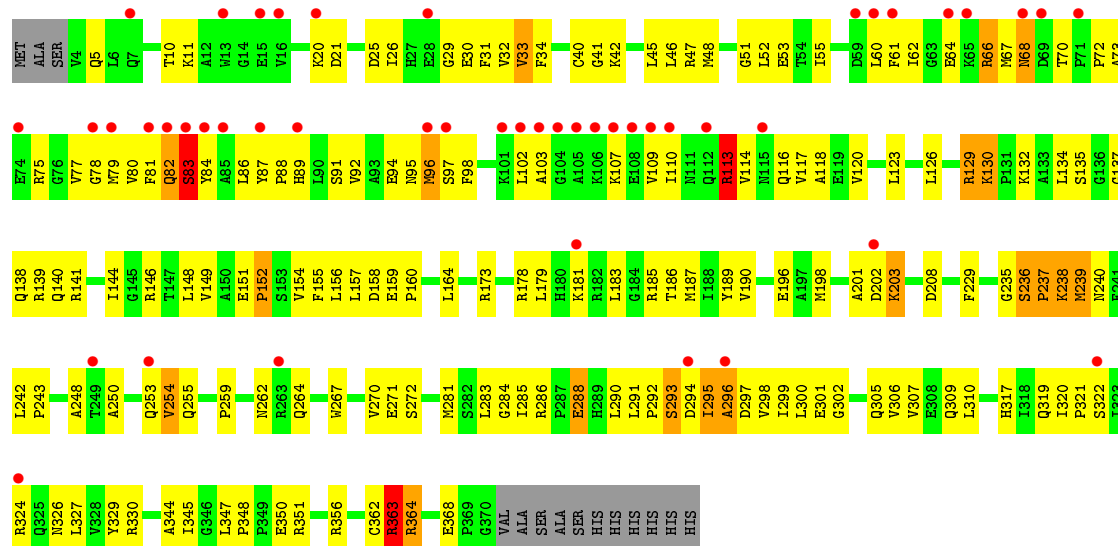 MET ALA SER V4 Q5 L6 Q7 T10 K11 A12 W13 G14 E15 V16 K20 D21 D25 I26 H27 E28 G29 E30 F31 V32 V33 F34 C40 G41 K42 L45 L46 R47 M48 G51 L52 E53 T54 I55 D59 L60 F61 I62 G63 E64 K65 R66 M67 N68 D69 T70 P71 P72 A73
E74 R75 G76 V77 G78 M79 V80 F81 Q82 S83 Y84 A85 L86 Y87 P88 H89 L90 S91 V92 A93 E94 N95 M96 S97 F98 K101 L102 A103 G104 A105 K106 K107 E108 V109 I110 N111 Q112 R113 V114 N115 Q116 V117 A118 E119 V120 L123 L126 R129 K130 P131 K132 A133 L134 S135 G136 G137
Q138 R139 Q140 R141 I144 G145 R146 T147 L148 V149 A150 E151 P152 S153 V154 F155 L156 L157 D158 E159 P160 L164 R173 R178 L179 H180 K181 R182 L183 G184 R185 T186 M187 I188 Y189 V190 E196 A197 M198 A201 D202 K203 D208 F229 G235 S236 P237 K238 M239 N240 F241
L242 P243 A248 T249 A250 Q253 V254 Q255 P259 N262 R263 Q264 W267 V270 E271 S272 M281 S282 L283 G284 I285 R286 P287 E288 H289 L290 L291 P292 S293 D294 I295 A296 D297 V298 I299 L300 E301 G302 Q305 V306 V307 E308 Q309 L310 H317 I318 Q319 I320 P321 S322 I323
R324 Q325 N326 L327 V328 Y329 R330 A344 I345 G346 L347 P348 P349 E350 R351 R356 C362 R363 R364 E368 P369 G370 VAL ALA SER ALA SER HIS HIS HIS HIS HIS HIS